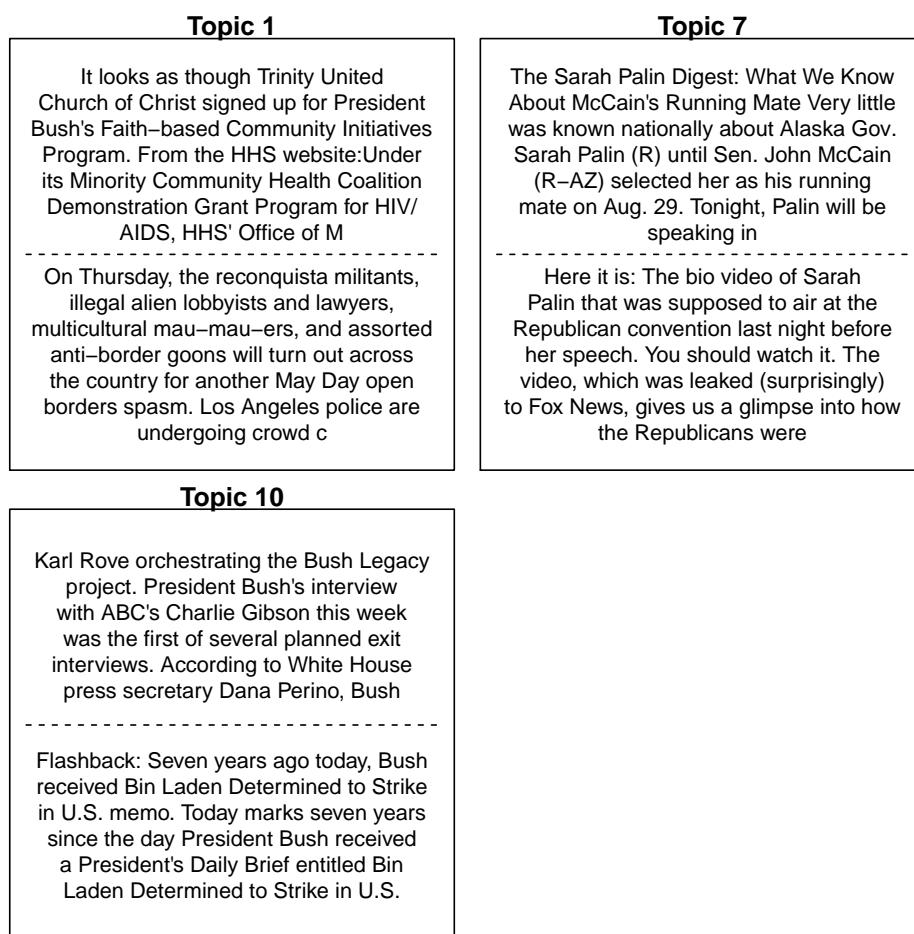 Topic 1
It looks as though Trinity United
Church of Christ signed up for President
Bush's Faith−based Community Initiatives
Program. From the HHS website:Under
its Minority Community Health Coalition
Demonstration Grant Program for HIV/
AIDS, HHS' Office of M
On Thursday, the reconquista militants,
illegal alien lobbyists and lawyers,
multicultural mau−mau−ers, and assorted
anti−border goons will turn out across
the country for another May Day open
borders spasm. Los Angeles police are
undergoing crowd c
Topic 7
The Sarah Palin Digest: What We Know
About McCain's Running Mate Very little
was known nationally about Alaska Gov.
Sarah Palin (R) until Sen. John McCain
(R−AZ) selected her as his running
mate on Aug. 29. Tonight, Palin will be
speaking in
Here it is: The bio video of Sarah
Palin that was supposed to air at the
Republican convention last night before
her speech. You should watch it. The
video, which was leaked (surprisingly)
to Fox News, gives us a glimpse into how
the Republicans were
Topic 10
Karl Rove orchestrating the Bush Legacy
project. President Bush's interview
with ABC's Charlie Gibson this week
was the first of several planned exit
interviews. According to White House
press secretary Dana Perino, Bush
Flashback: Seven years ago today, Bush
received Bin Laden Determined to Strike
in U.S. memo. Today marks seven years
since the day President Bush received
a President's Daily Brief entitled Bin
Laden Determined to Strike in U.S.